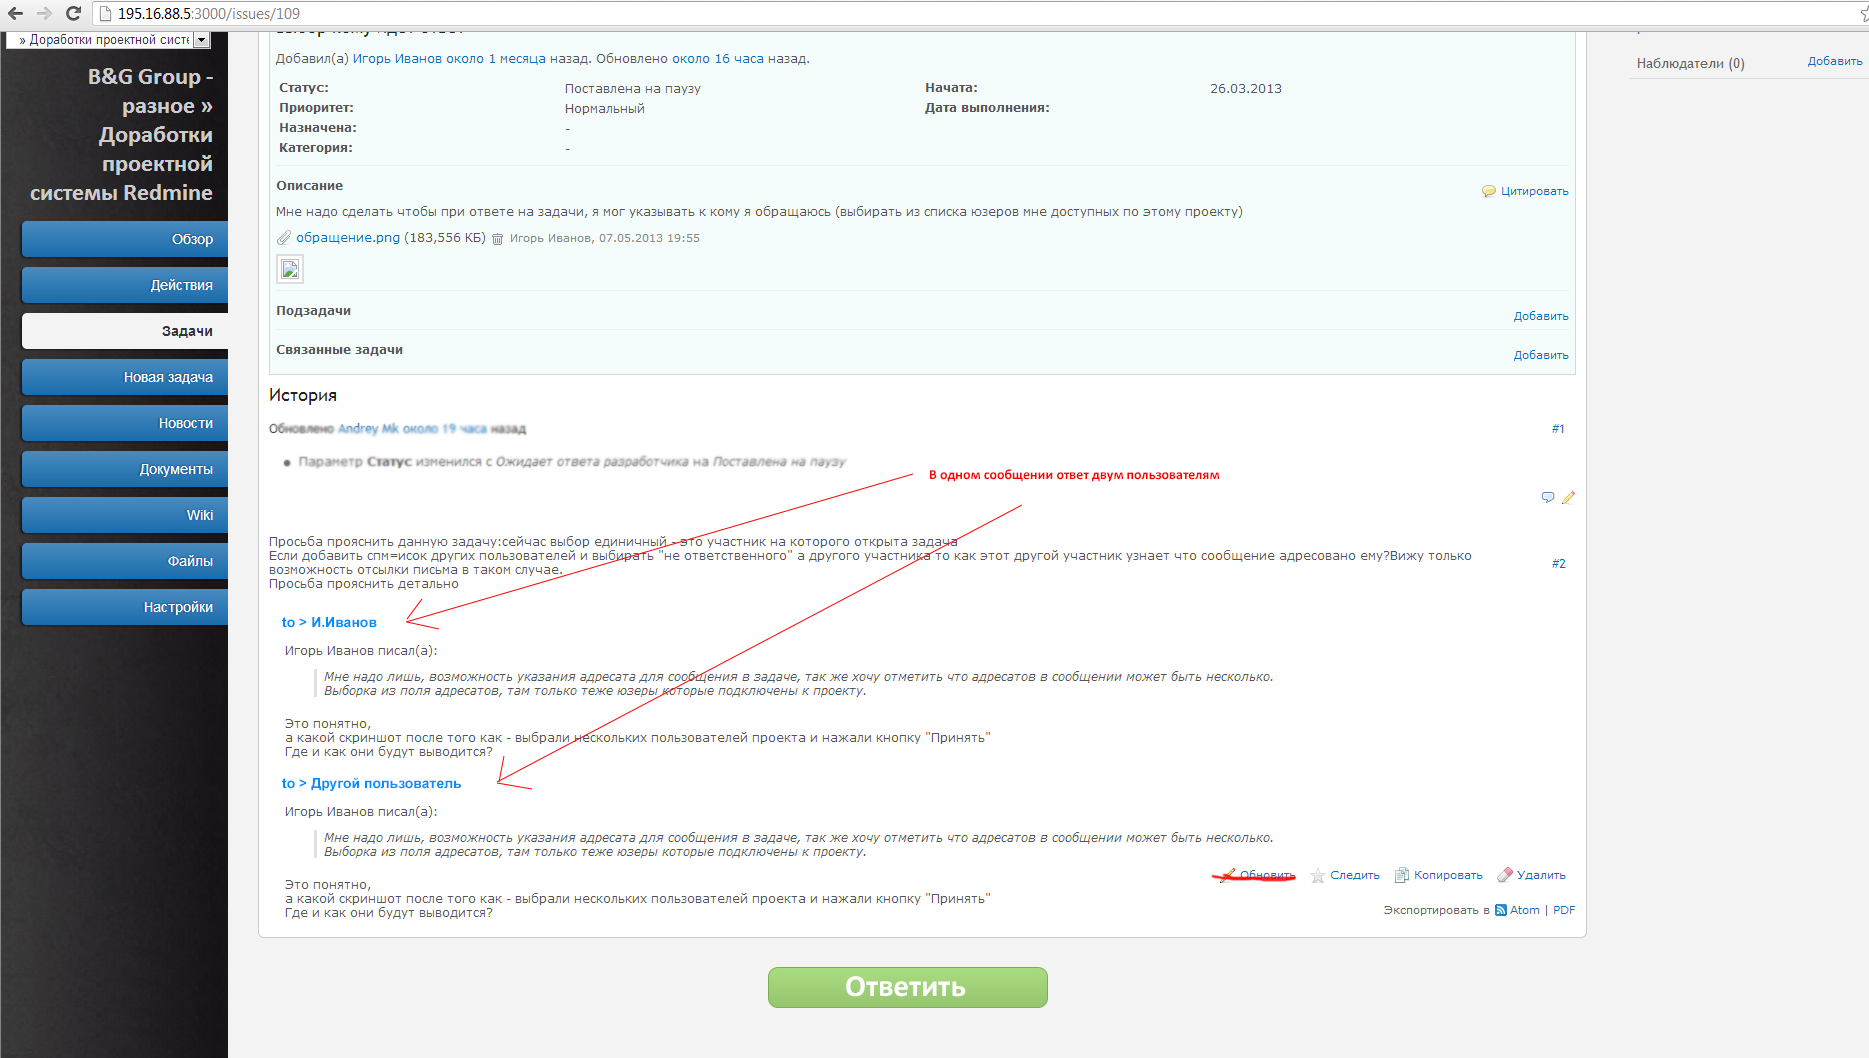 195.16.88.5:3000/issues/109
» Доработки проектной систе
B&G Group -
разное »
Доработки
проектной
системы Redmine
Обзор
Действия
Задачи
Новая задача
Новости
Документы
Wiki
Файлы
Настройки
Добавил(а) Игорь Иванов около 1 месяца назад. Обновлено около 16 часа назад.
Статус: Поставлена на паузу Начата: 26.03.2013
Приоритет: Нормальный Дата выполнения:
Назначена: -
Категория: -
Описание
Цитировать
Мне надо сделать чтобы при ответе на задачи, я мог указывать к кому я обращаюсь (выбирать из списка юзеров мне доступных по этому проекту)
обращение.png (183,556 КБ) Игорь Иванов, 07.05.2013 19:55
Подзадачи
Добавить
Связанные задачи
Добавить
История
Обновлено Andrey Mk около 19 часа назад #1
Параметр Статус изменился с Ожидает ответа разработчика на Поставлена на паузу
В одном сообщении ответ двум пользователям
Просьба прояснить данную задачу:сейчас выбор единичный - это участник на которого открыта задача
Если добавить спм=исок других пользователей и выбирать "не ответственного" а другого участника то как этот другой участник узнает что сообщение адресовано ему?Вижу только
возможность отсылки письма в таком случае.
#2
Просьба прояснить детально
to > И.Иванов
Игорь Иванов писал(а):
Мне надо лишь, возможность указания адресата для сообщения в задаче, так же хочу отметить что адресатов в сообщении может быть несколько.
Выборка из поля адресатов, там только теже юзеры которые подключены к проекту.
Это понятно,
а какой скриншот после того как - выбрали нескольких пользователей проекта и нажали кнопку "Принять"
Где и как они будут выводится?
to > Другой пользователь
Игорь Иванов писал(а):
Мне надо лишь, возможность указания адресата для сообщения в задаче, так же хочу отметить что адресатов в сообщении может быть несколько.
Выборка из поля адресатов, там только теже юзеры которые подключены к проекту.
Обновить Следить Копировать Удалить
Это понятно,
а какой скриншот после того как - выбрали нескольких пользователей проекта и нажали кнопку "Принять"
Где и как они будут выводится?
Экспортировать в Atom | PDF
Ответить
Наблюдатели (0) Добавить